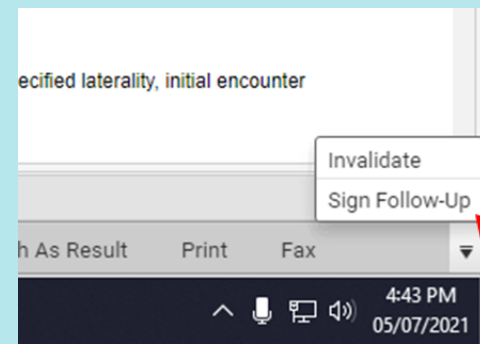 ecified laterality, initial encounter
Invalidate
Sign Follow-Up
h As Result Print Fax
4:43 PM
05/07/2021